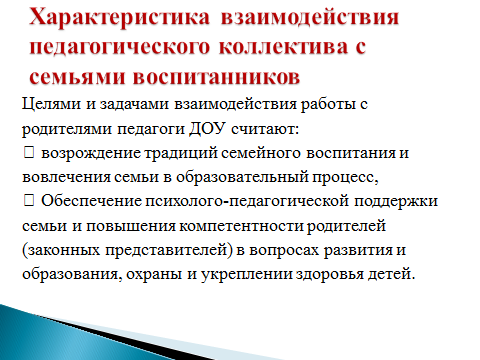 Характеристика взаимодействия
педагогического коллектива с
семьями воспитанников
Целями и задачами взаимодействия работы с
родителями педагоги ДОУ считают:
 возрождение традиций семейного воспитания и
вовлечения семьи в образовательный процесс,
 Обеспечение психолого-педагогической поддержки
семьи и повышения компетентности родителей
(законных представителей) в вопросах развития и
образования, охраны и укреплении здоровья детей.